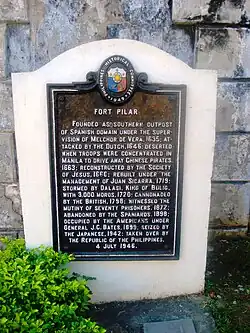 FORT PILAR
FOUNDED AS SOUTHERN OUTPOST
OF SPANISH DOMAIN UNDER THE SUPER-
VISION OF MELCHOR DE VERA, 1635; AT-
TACKED BY THE DUTCH, 1646; DESERTED
WHEN TROOPS WERE CONCENTRATED IN
MANILA TO DRIVE AWAY CHINESE PIRATES,
1663; RECONSTRUCTED BY THE SOCIETY
OF JESUS, 1666; REBUILT UNDER THE
MANAGEMENT OF JUAN SICARRA, 1719;
STORMED BY DALASI, KING OF BULIG,
WITH 3,000 MOROS, 1720; CANNONADED
BY THE BRITISH, 1798; WITNESSED THE
MUTINY OF SEVENTY PRISONERS, 1872;
ABANDONED BY THE SPANIARDS, 1898;
OCCUPIED BY THE AMERICANS UNDER
GENERAL J.C. BATES, 1899; SEIZED BY
THE JAPANESE, 1942; TAKEN OVER BY
THE REPUBLIC OF THE PHILIPPINES,
4 JULY 1946.